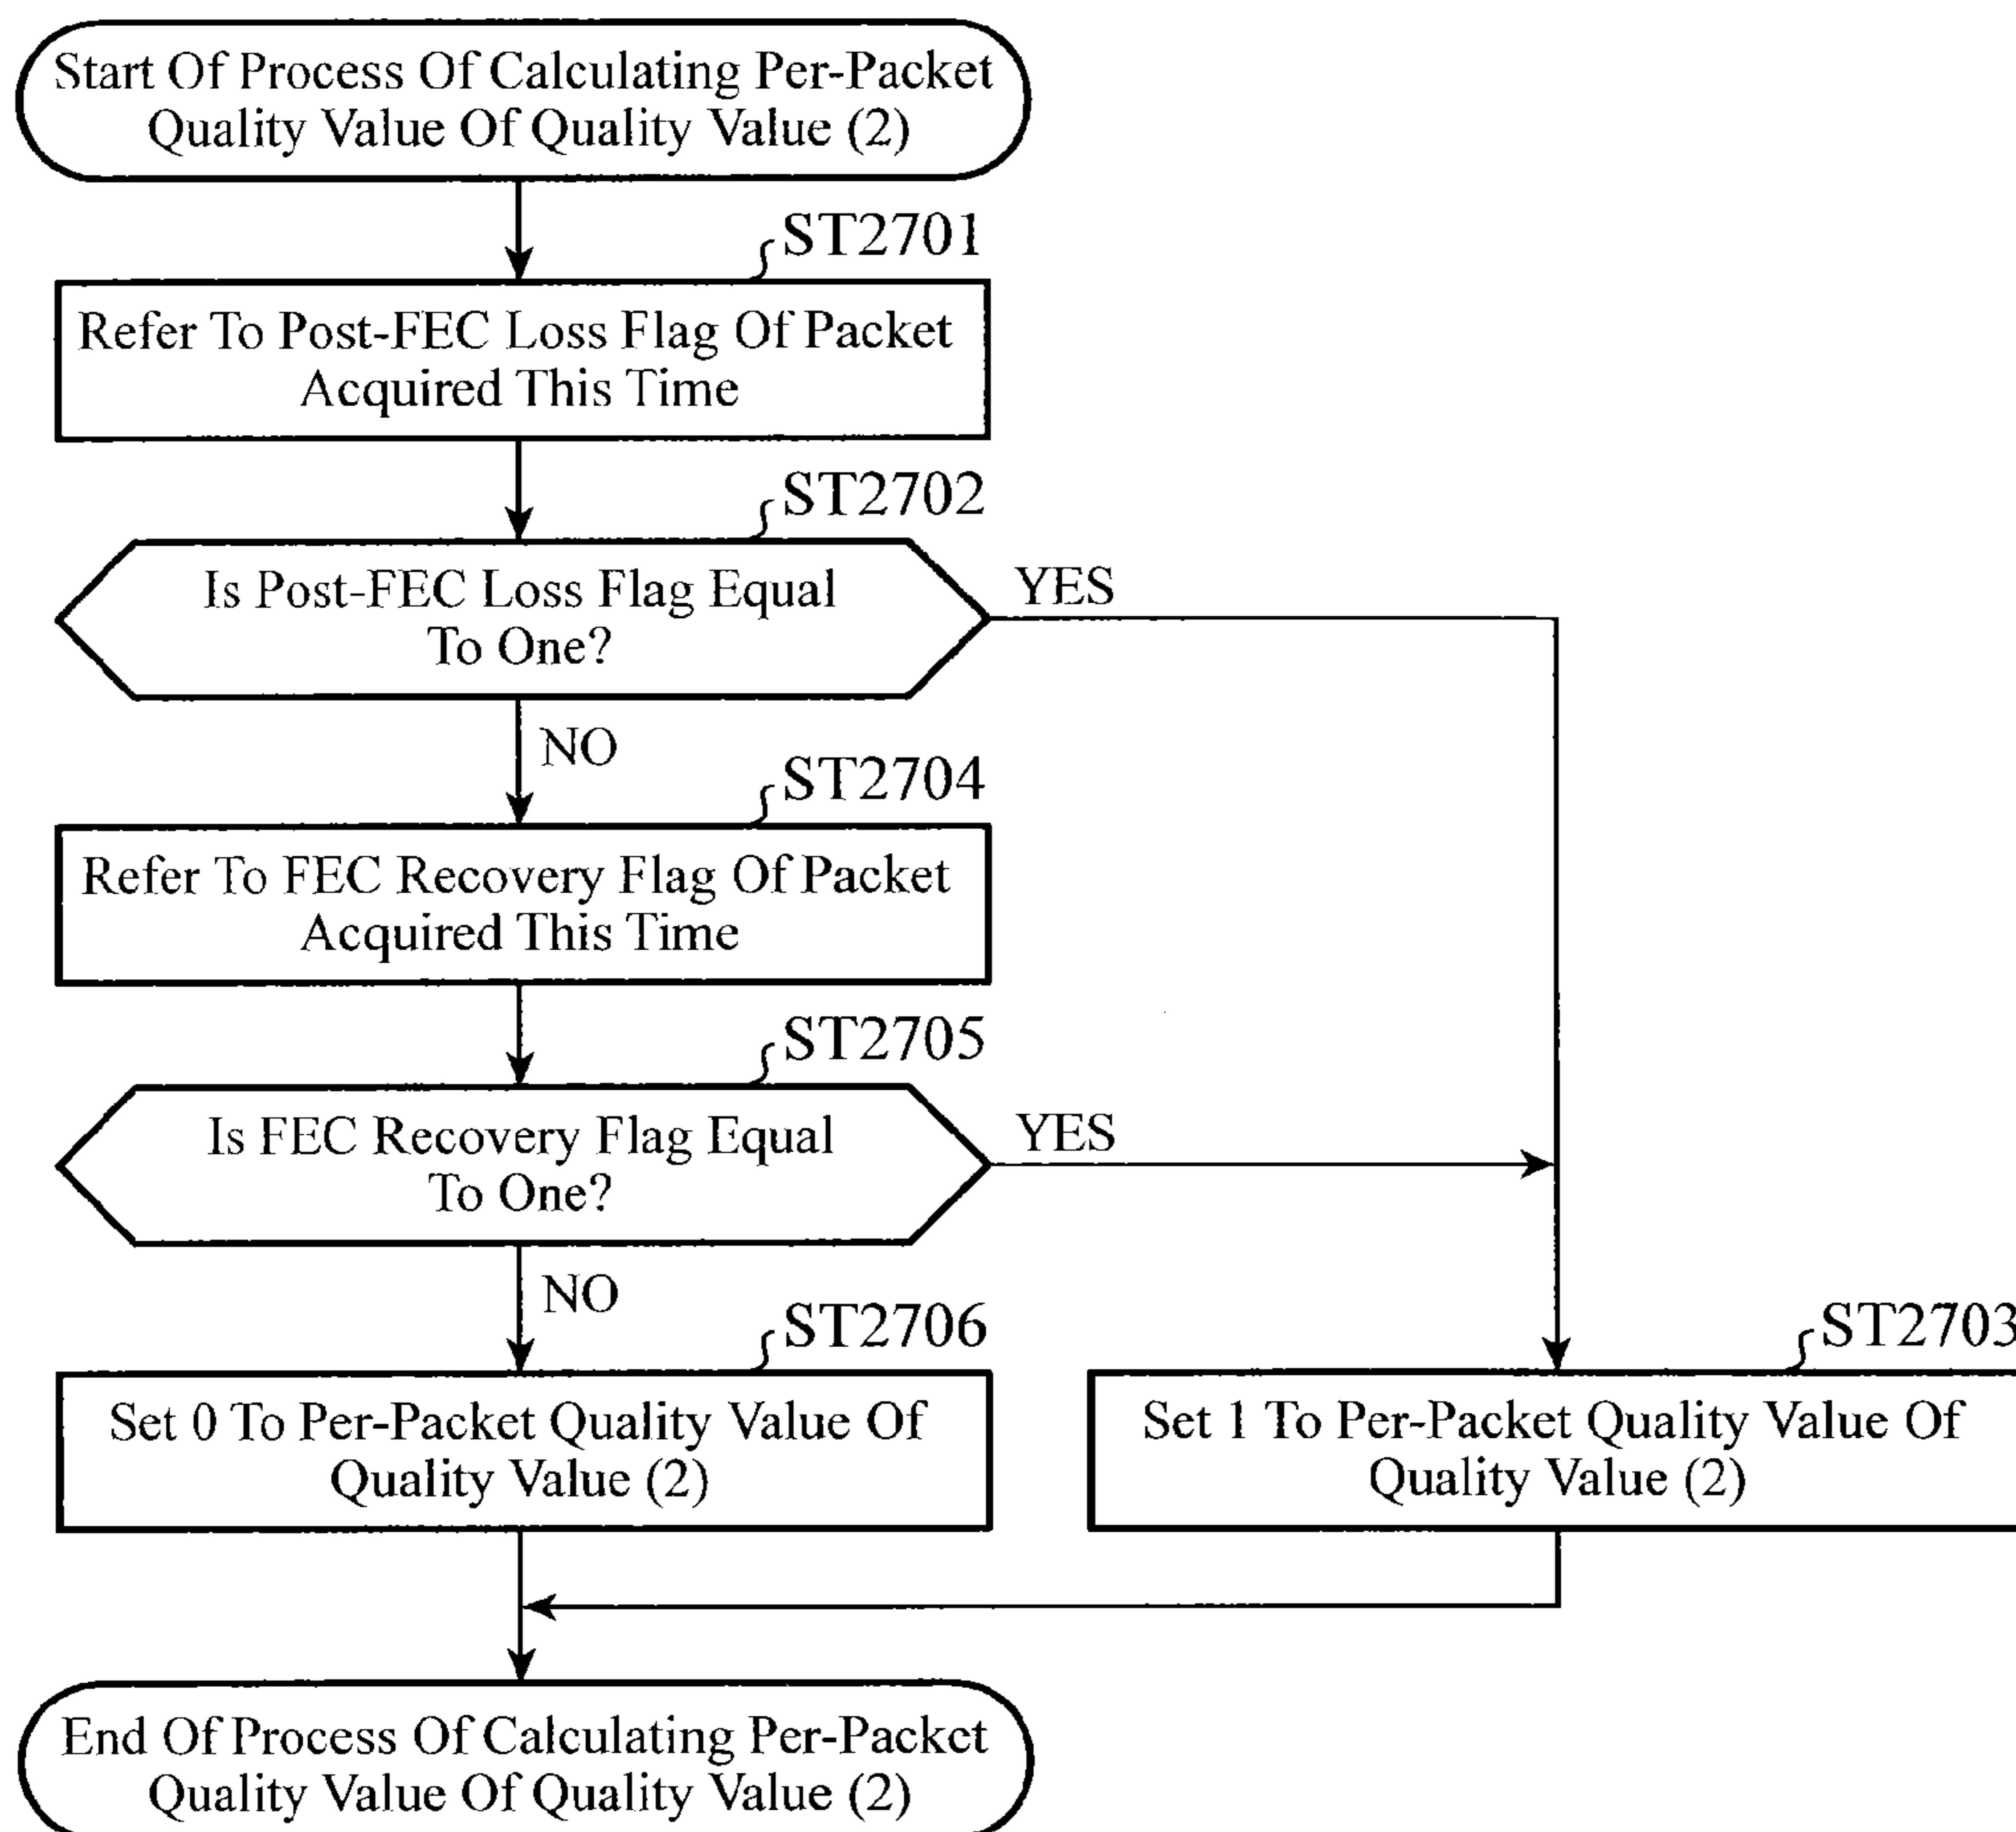 Start Of Process Of Calculating Per-Packet
Quality Value Of Quality Value (2)
ST2701
Refer To Post-FEC Loss Flag Of Packet
Acquired This Time
ST2702
Is Post-FEC Loss Flag Equal
To One?
YES
NO
ST2704
Refer To FEC Recovery Flag Of Packet
Acquired This Time
ST2705
Is FEC Recovery Flag Equal
To One?
YES
NO
ST2706
Set 0 To Per-Packet Quality Value Of
Quality Value (2)
ST2703
Set 1 To Per-Packet Quality Value Of
Quality Value (2)
End Of Process Of Calculating Per-Packet
Quality Value Of Quality Value (2)